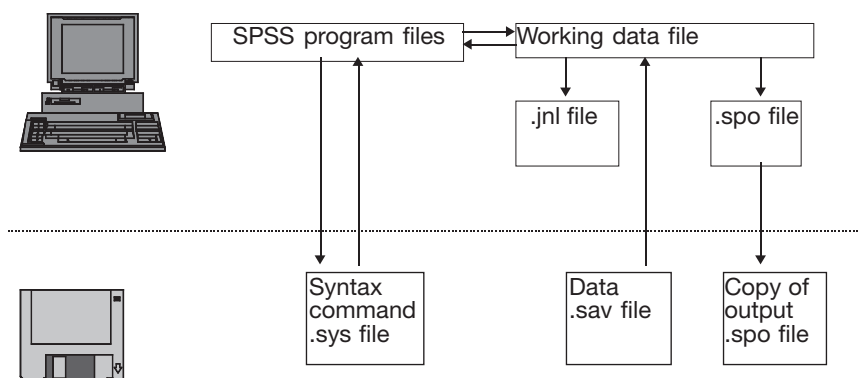 SPSS program files
Working data file
.jnl file
.spo file
Syntax
command
.sys file
Data
.sav file
Copy of
output
.spo file